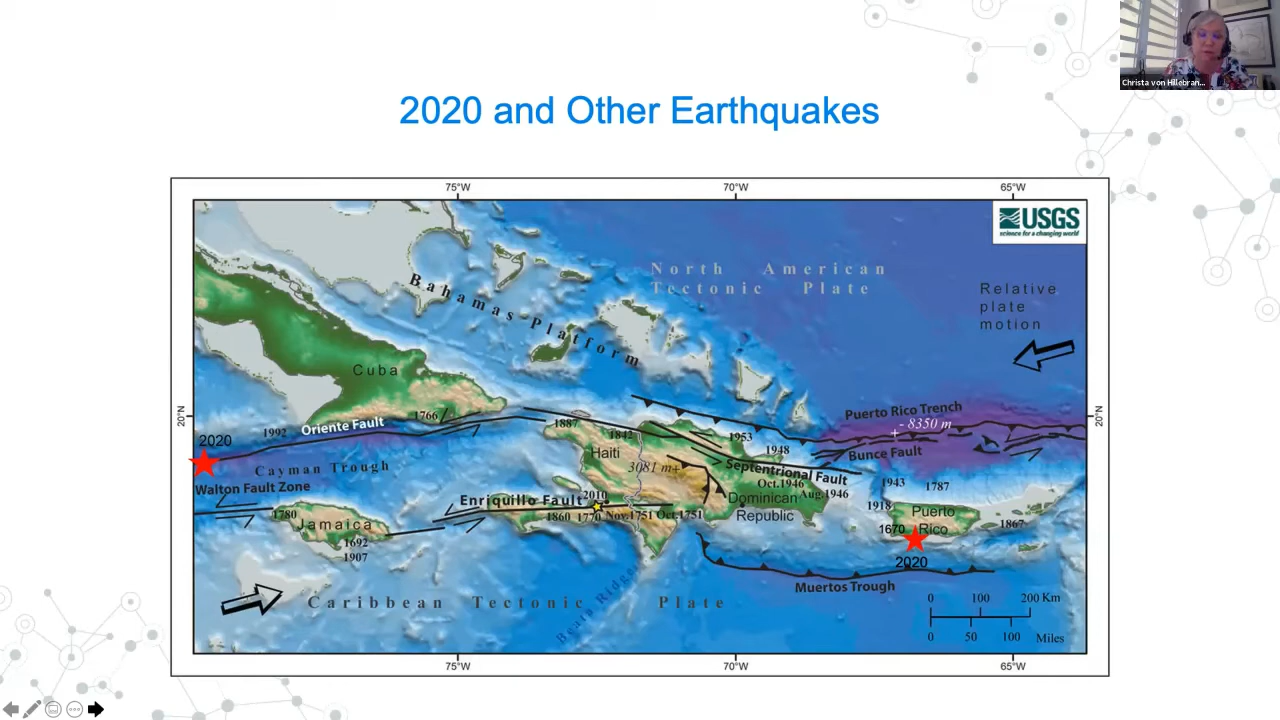 Christa von Hillebran...
2020 and Other Earthquakes
75°W 70°W 65°W
USGS
science for a changing world
North American
Tectonic Plate
Relative
plate
motion
Bahamas Platform
Cuba
20°N
20°N
Puerto Rico Trench
- 8350 m
1766
Oriente Fault
1992
2020
1887
1842
1953
1948
Bunce Fault
Haiti
3081 m+
Septentrional Fault
Cayman Trough
Walton Fault Zone
Oct.1946
Aug.1946
1943
1787
Enriquillo Fault
2010
Dominican
Republic
1918
Puerto
Rico
1780
Jamaica
1860 1770 Nov.1751 Oct.1751
1670
1867
1692
1907
2020
Muertos Trough
Beata Ridge
Caribbean Tectonic Plate
0 100 200 Km
0 50 100 Miles
75°W 70°W 65°W